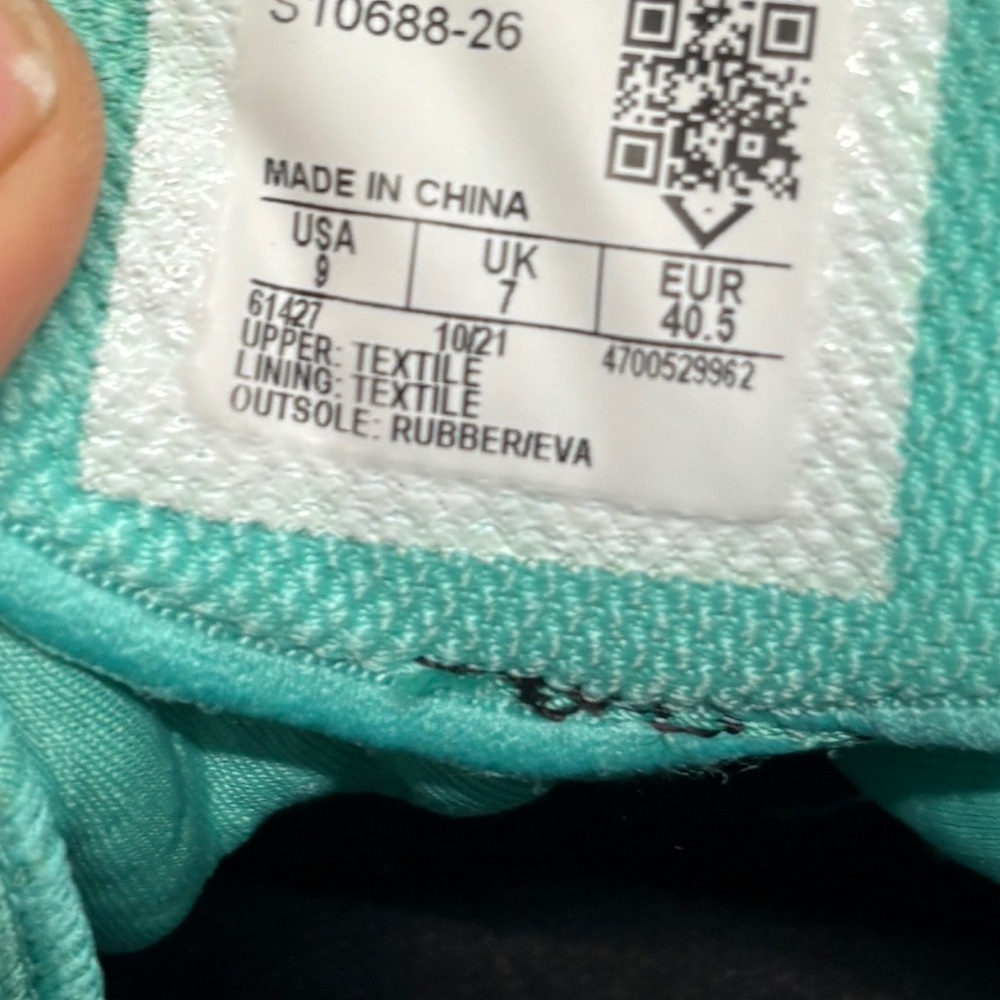 S10688-26
MADE IN CHINA
USA UK EUR
9 7 40.5
61427 10/21 4700529962
UPPER: TEXTILE
LINING: TEXTILE
OUTSOLE: RUBBER/EVA